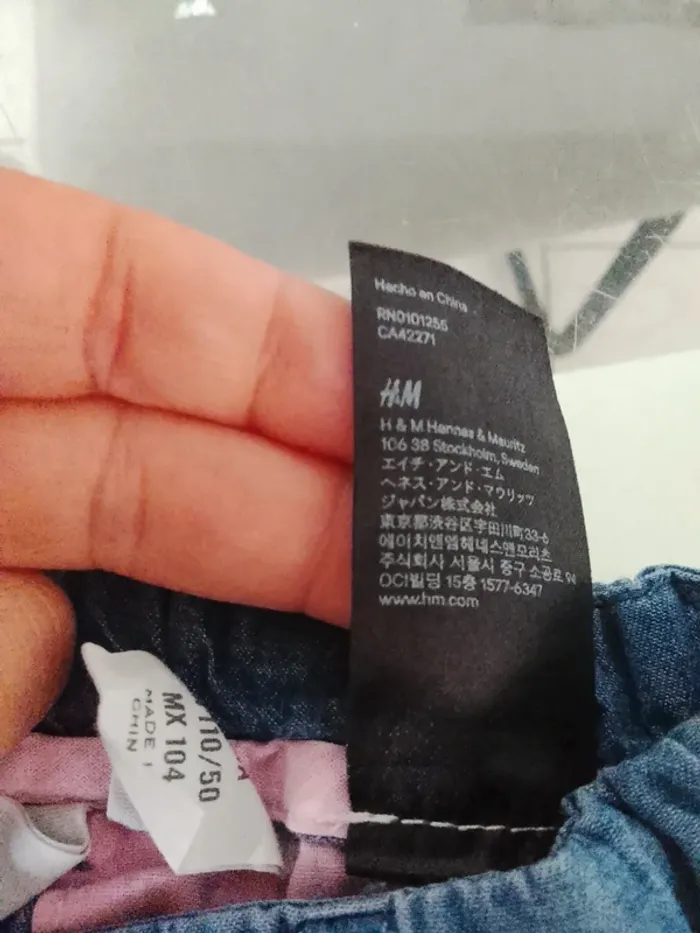 Hecho en China
RN0101255
CA42271
H&M
H & M Hennes & Mauritz
106 38 Stockholm, Sweden
エイチ・アンド・エム
ヘネス・アンド・マウリッツ
ジャパン株式会社
東京都渋谷区宇田川町33-6
에이치앤엠헤네스앤모리츠
주식회사 서울시 중구 소공로 94
OCI빌딩 15층 1577-6347
www.hm.com
110/50
MX 104
MADE I
CHIN